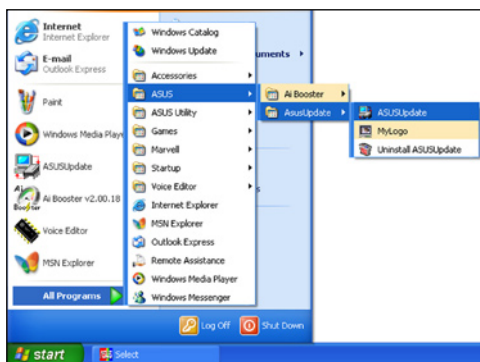 Internet
Internet Explorer
E-mail
Outlook Express
Paint
Windows Media Play
ASUSUpdate
Ai Booster v2.00.18
Voice Editor
MSN Explorer
All Programs
Windows Catalog
Windows Update
Accessories
ASUS
ASUS Utility
Games
Marvell
Startup
Voice Editor
Internet Explorer
MSN Explorer
Outlook Express
Remote Assistance
Windows Media Player
Windows Messenger
uments
s
Ai Booster
AsusUpdate
ASUSUpdate
MyLogo
Uninstall ASUSUpdate
Log Off
Shut Down
start
Select